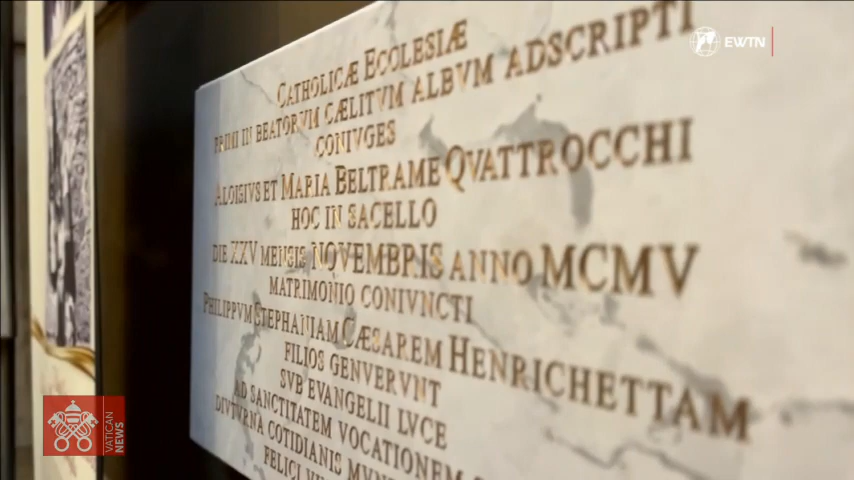 CATHOLICÆ ECCLESIÆ
PRIMI IN BEATORVM CÆLITVM ALBVM ADSCRIPTI
CONIVGES
ALOISIVS ET MARIA BELTRAME QVATTROCCHI
HOC IN SACELLO
DIE XXV MENSIS NOVEMBRIS ANNO MCMV
MATRIMONIO CONIVNCTI
PHILIPPVM STEPHANIAM CÆSAREM HENRICHETTAM
FILIOS GENVERVNT
SVB EVANGELII LVCE
AD SANCTITATEM VOCATIONEM
DIVTVRNA COTIDIANIS
FELICI
EWTN
VATICAN
NEWS